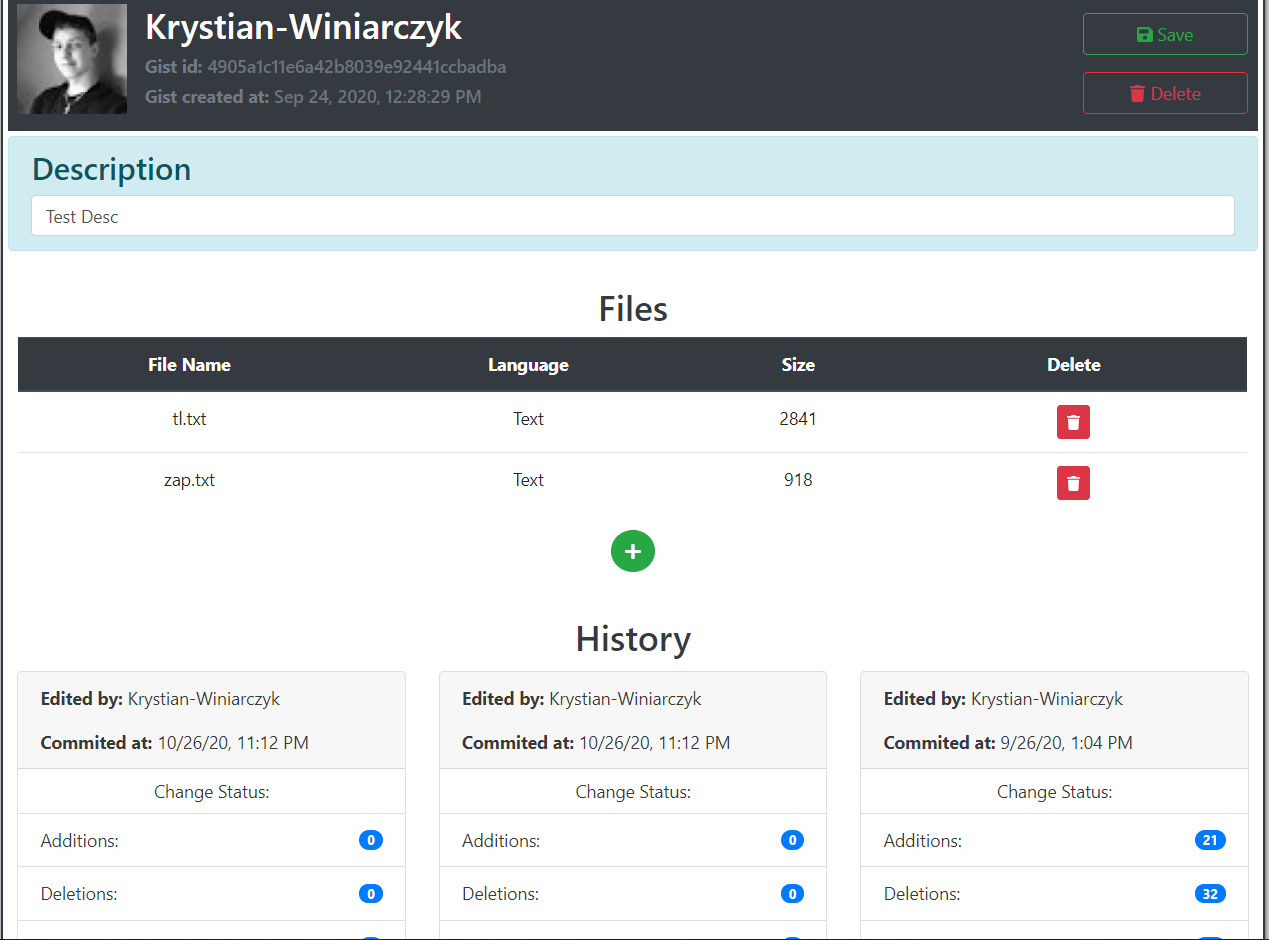 Krystian-Winiarczyk
Gist id: 4905a1c11e6a42b8039e92441ccbadba
Gist created at: Sep 24, 2020, 12:28:29 PM
Save
Delete
Description
Test Desc
Files
File Name Language Size Delete
tl.txt Text 2841
zap.txt Text 918
History
Edited by: Krystian-Winiarczyk
Commited at: 10/26/20, 11:12 PM
Change Status:
Additions: 0
Deletions: 0
Edited by: Krystian-Winiarczyk
Commited at: 10/26/20, 11:12 PM
Change Status:
Additions: 0
Deletions: 0
Edited by: Krystian-Winiarczyk
Commited at: 9/26/20, 1:04 PM
Change Status:
Additions: 21
Deletions: 32